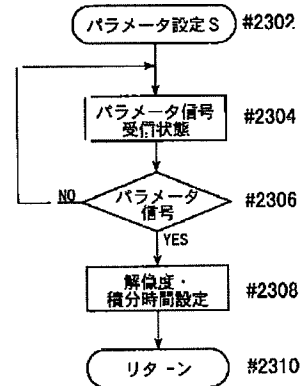 パラメータ設定S #2302
パラメータ信号
受信状態
#2304
パラメータ
信号
#2306
NO
YES
解像度・
積分時間設定
#2308
リターン #2310